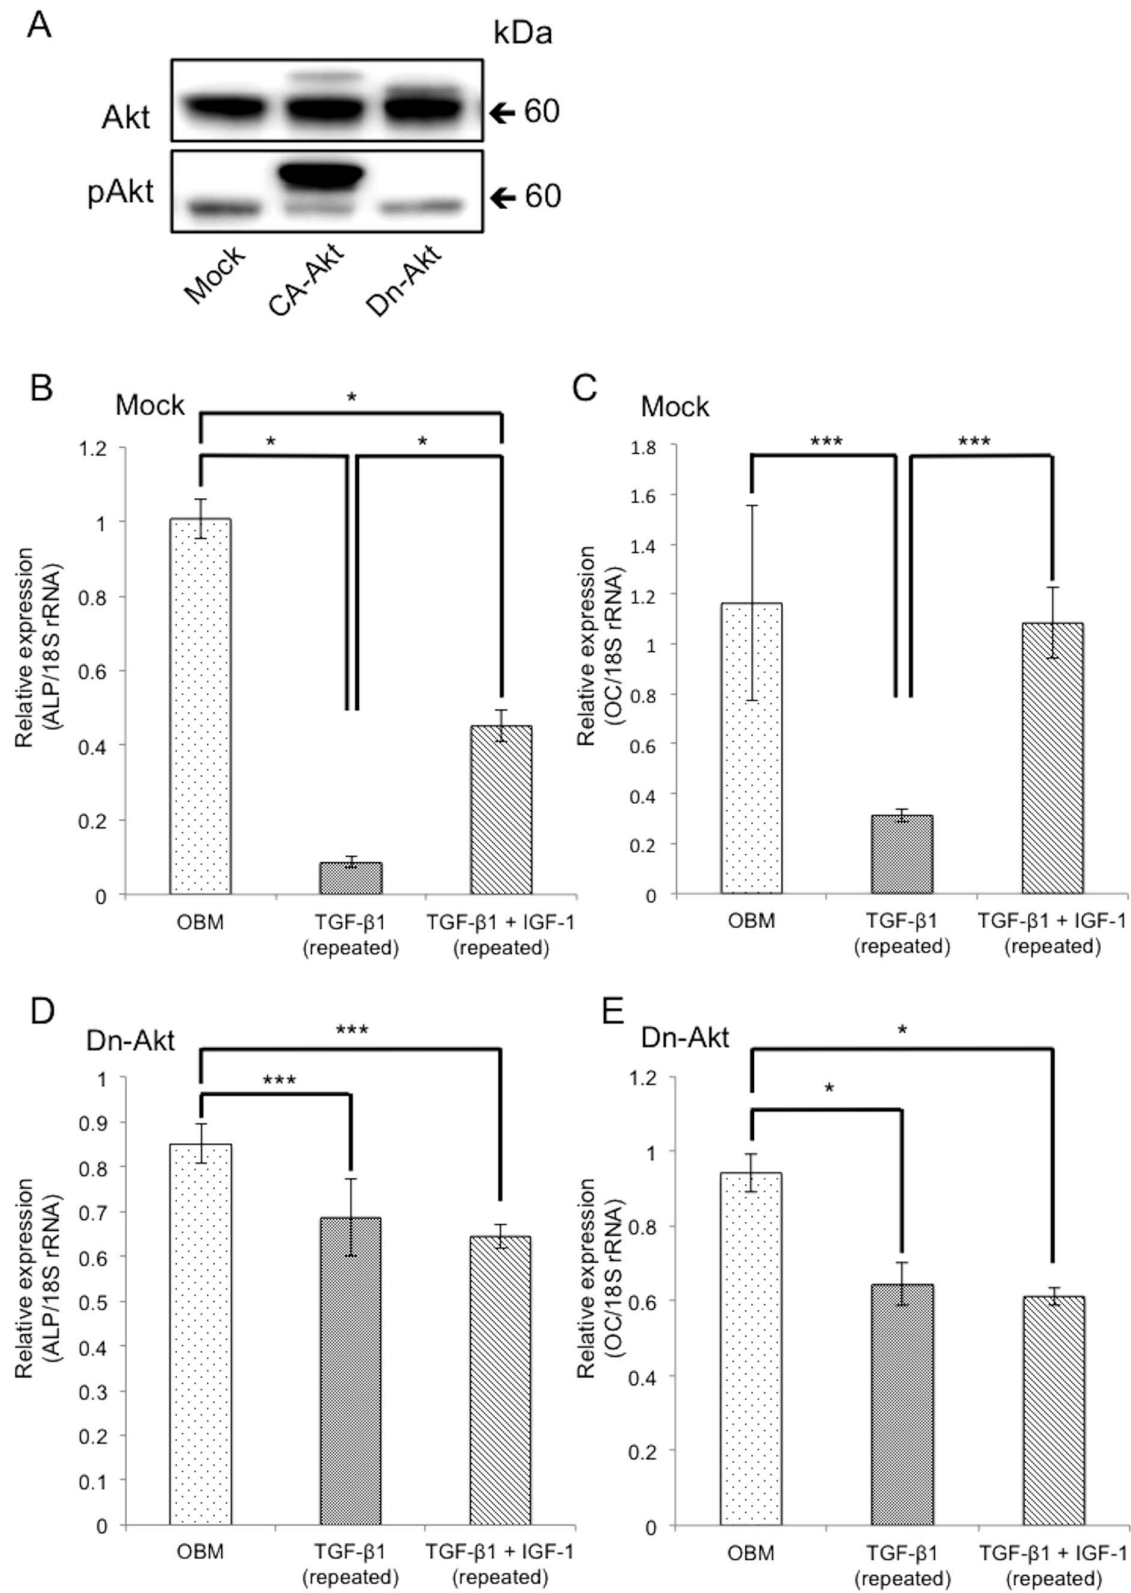 A
kDa
Akt
← 60
pAkt
← 60
Mock
CA-Akt
Dn-Akt
B
Mock
*
*
*
1.2
1
0.8
0.6
0.4
0.2
0
Relative expression
(ALP/18S rRNA)
OBM
TGF-β1
(repeated)
TGF-β1 + IGF-1
(repeated)
C
Mock
***
***
1.8
1.6
1.4
1.2
1
0.8
0.6
0.4
0.2
0
Relative expression
(OC/18S rRNA)
OBM
TGF-β1
(repeated)
TGF-β1 + IGF-1
(repeated)
D
Dn-Akt
***
***
1
0.9
0.8
0.7
0.6
0.5
0.4
0.3
0.2
0.1
0
Relative expression
(ALP/18S rRNA)
OBM
TGF-β1
(repeated)
TGF-β1 + IGF-1
(repeated)
E
Dn-Akt
*
*
1.2
1
0.8
0.6
0.4
0.2
0
Relative expression
(OC/18S rRNA)
OBM
TGF-β1
(repeated)
TGF-β1 + IGF-1
(repeated)